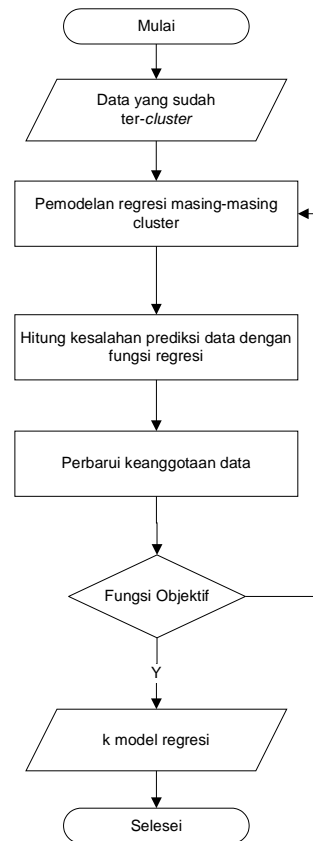 Mulai
Data yang sudah
ter-cluster
Pemodelan regresi masing-masing
cluster
Hitung kesalahan prediksi data dengan
fungsi regresi
Perbarui keanggotaan data
Fungsi Objektif
Y
k model regresi
Selesei